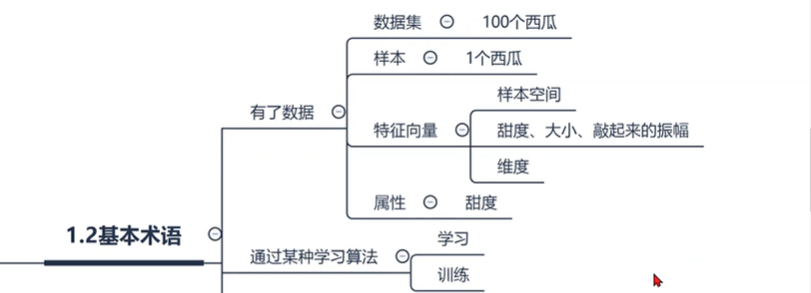 数据集
100个西瓜
样本
1个西瓜
样本空间
有了数据
特征向量
甜度、大小、敲起来的振幅
维度
属性
甜度
1.2基本术语
学习
通过某种学习算法
训练